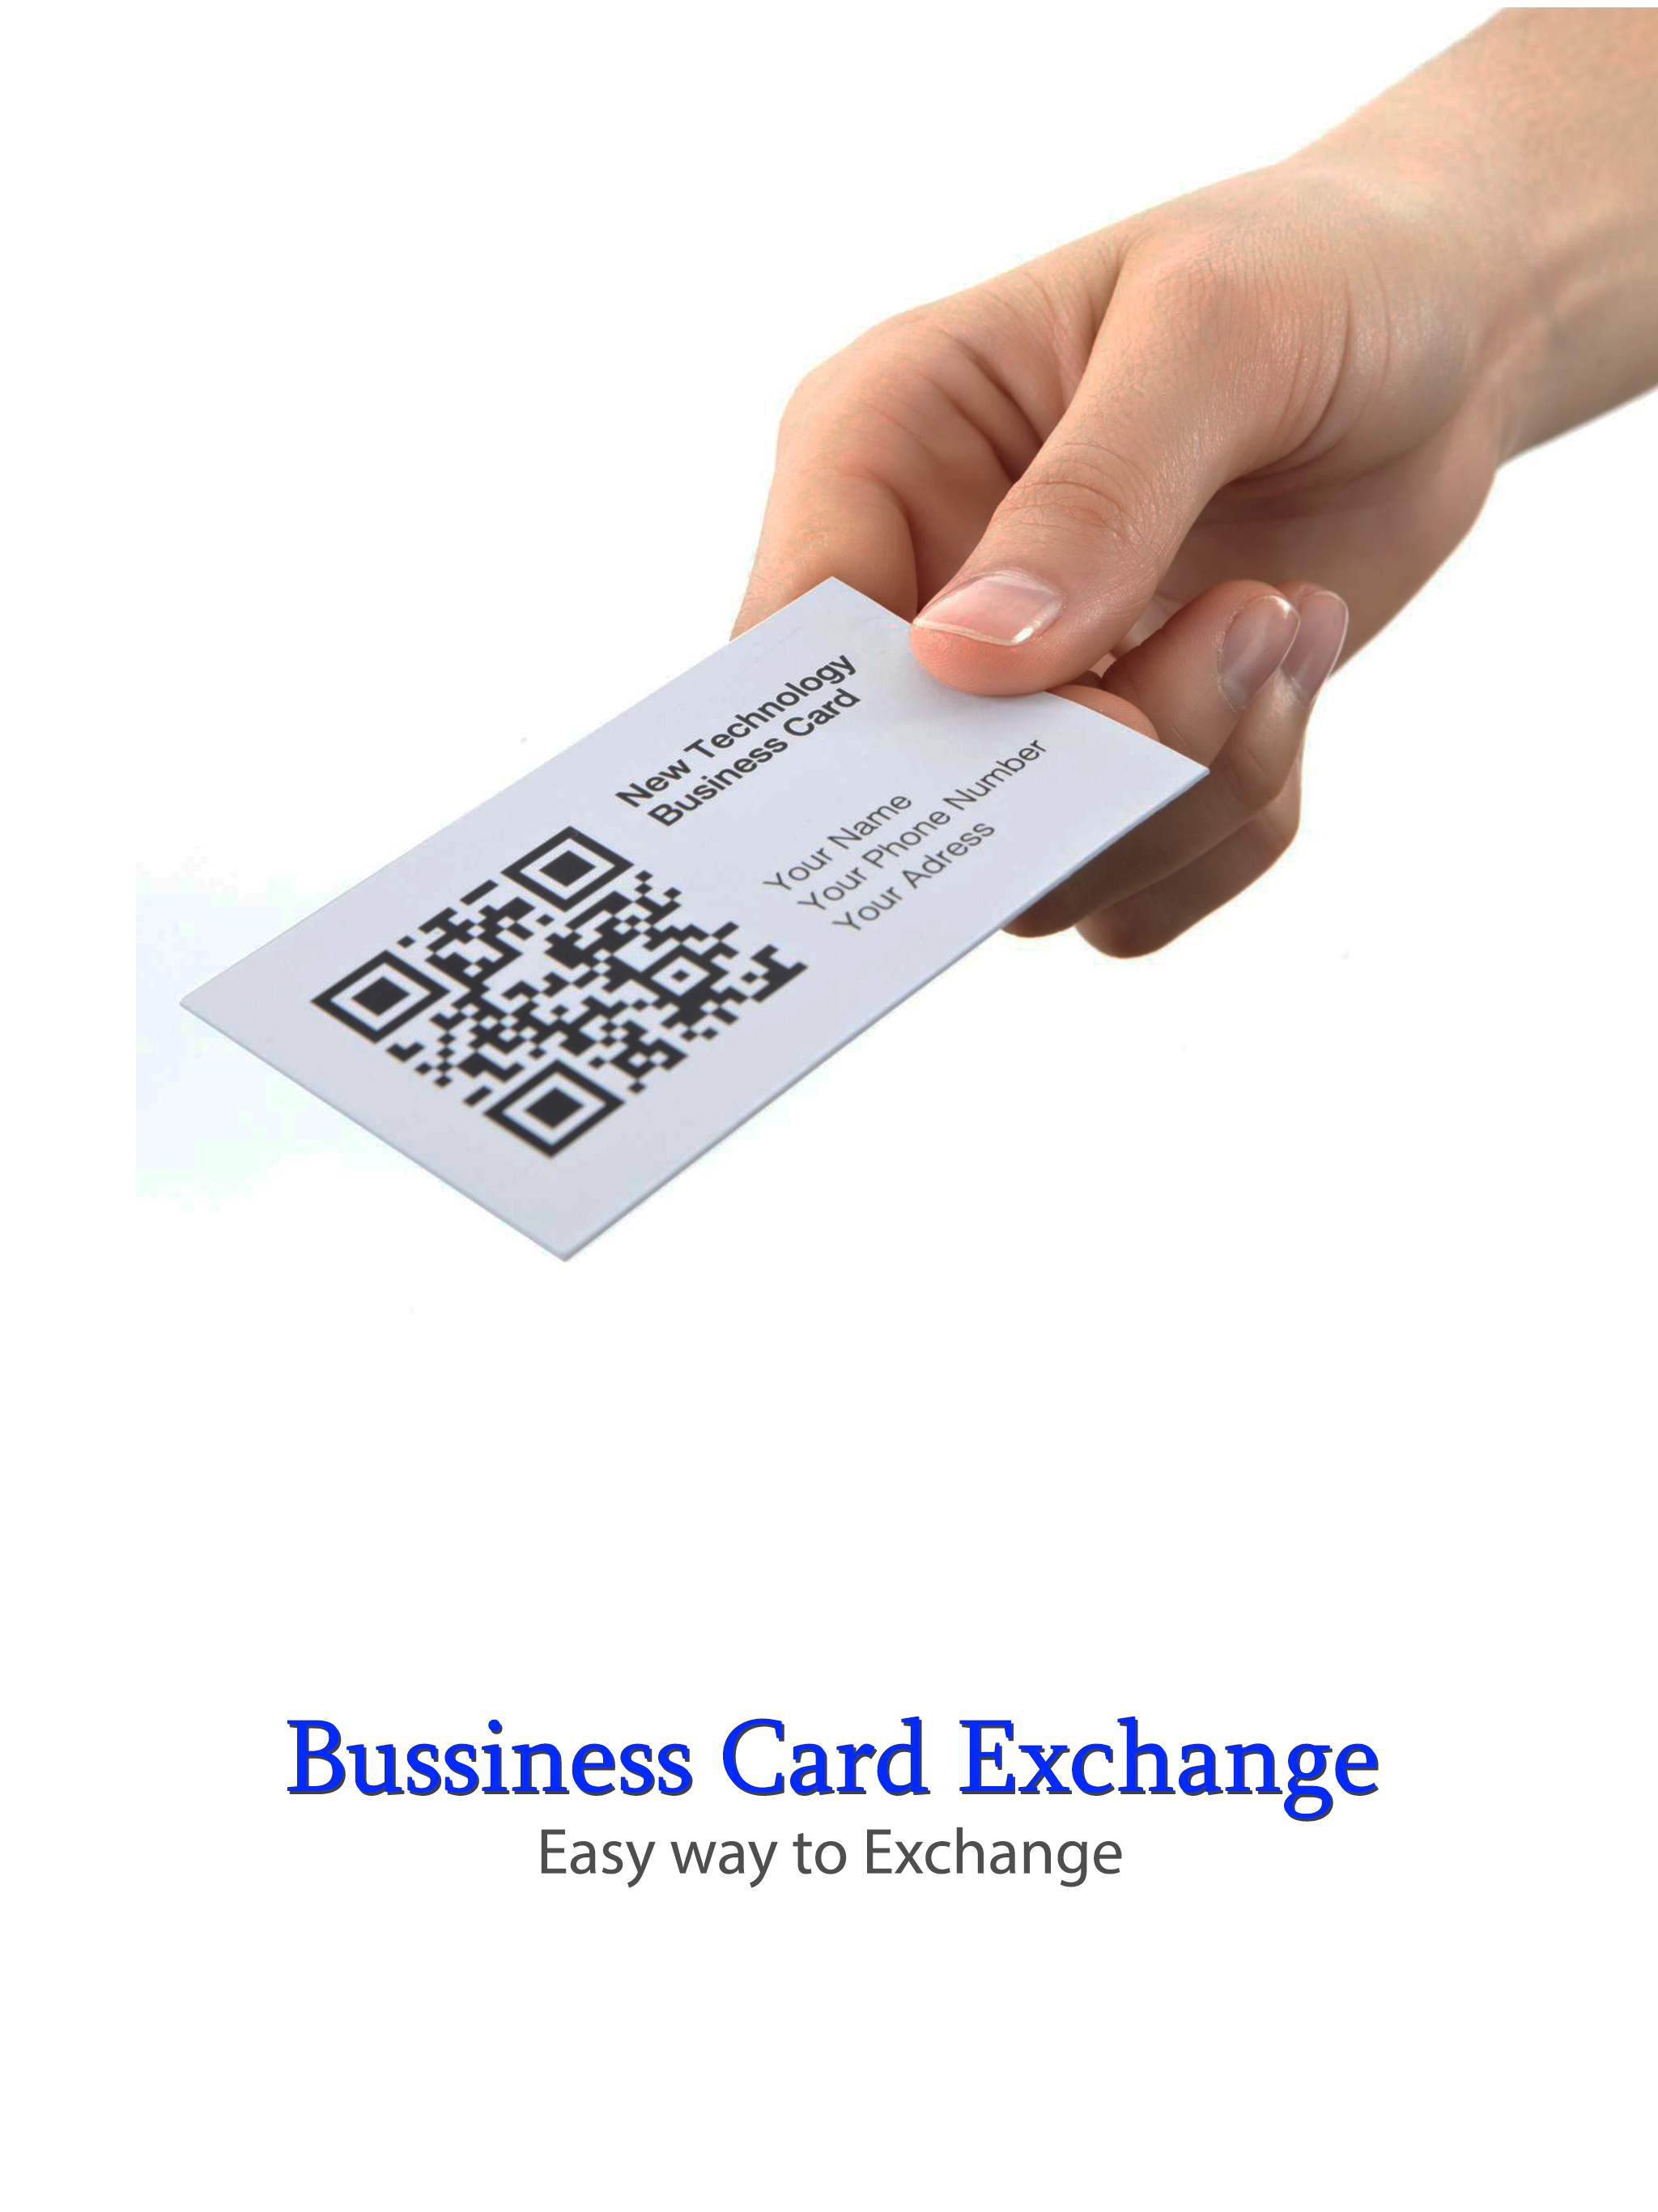 New Technology
Business Card
Your Name
Your Phone Number
Your Adress
Bussiness Card Exchange
Easy way to Exchange